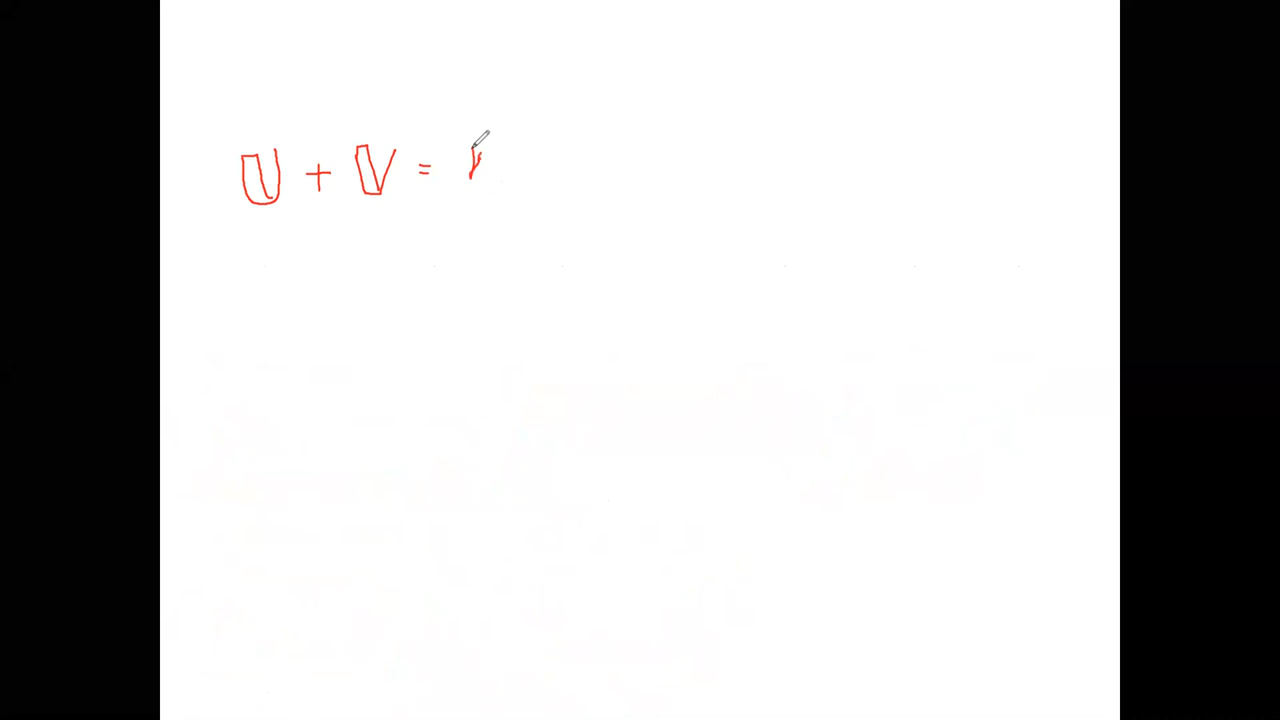 𝕌 + 𝕍 =